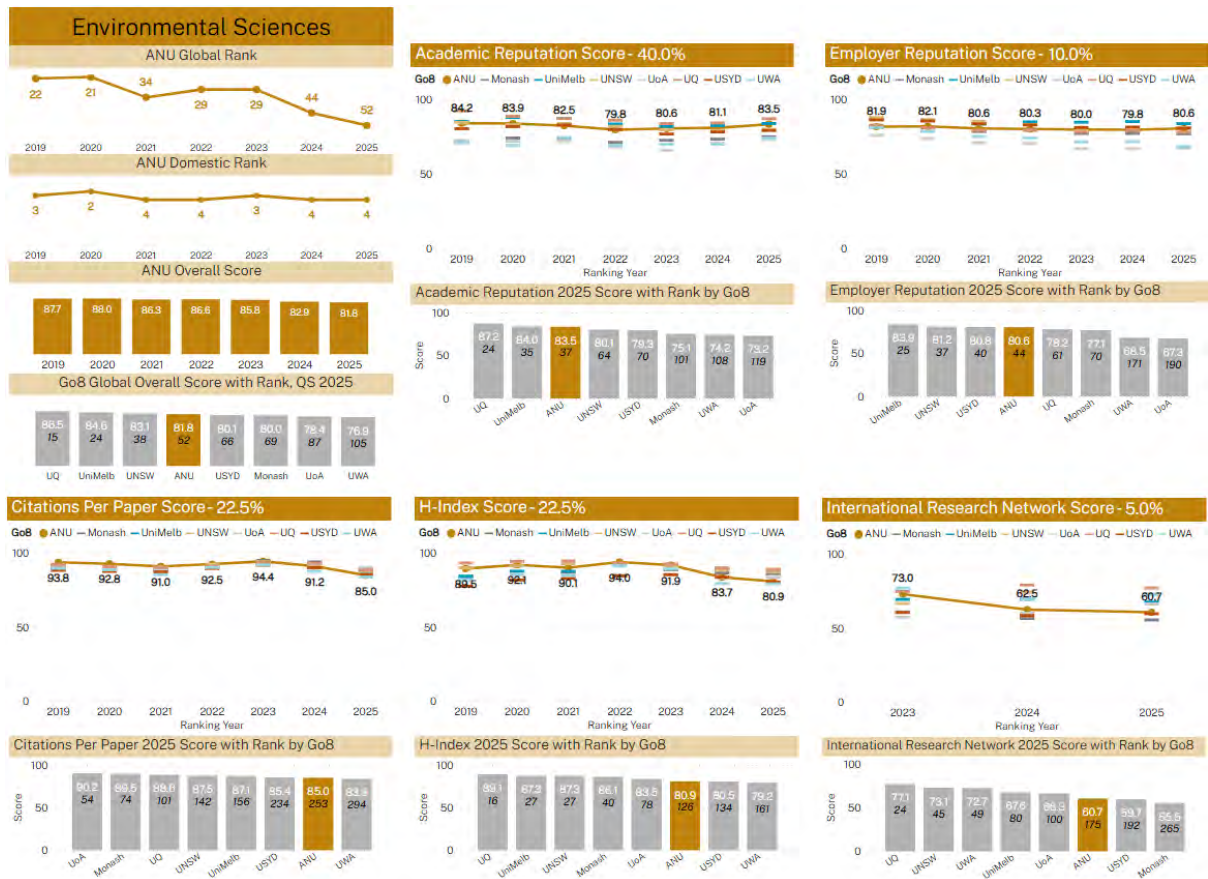 Environmental Sciences
ANU Global Rank
22 21 34 29 29 44 52
2019 2020 2021 2022 2023 2024 2025
ANU Domestic Rank
3 2 4 4 3 4 4
2019 2020 2021 2022 2023 2024 2025
ANU Overall Score
87.7 88.0 86.3 86.6 85.8 82.9 81.8
2019 2020 2021 2022 2023 2024 2025
Go8 Global Overall Score with Rank, QS 2025
86.5 84.6 83.1 81.8 80.1 80.0 78.4 76.9
15 24 38 52 66 69 87 105
UQ UniMelb UNSW ANU USYD Monash UoA UWA
Academic Reputation Score - 40.0%
Go8 ANU Monash UniMelb UNSW UoA UQ USYD UWA
100
84.2 83.9 82.5 79.8 80.6 81.1 83.5
50
0
2019 2020 2021 2022 2023 2024 2025
Ranking Year
Academic Reputation 2025 Score with Rank by Go8
100
87.2 84.0 83.5 80.1 79.3 75.1 74.2 73.2
50
24 35 37 64 70 101 108 119
Score
0
UQ UniMelb ANU UNSW USYD Monash UWA UoA
Employer Reputation Score - 10.0%
Go8 ANU Monash UniMelb UNSW UoA UQ USYD UWA
100
81.9 82.1 80.6 80.3 80.0 79.8 80.6
50
0
2019 2020 2021 2022 2023 2024 2025
Ranking Year
Employer Reputation 2025 Score with Rank by Go8
100
83.9 81.2 80.8 80.6 78.2 77.1 68.5 67.3
50
25 37 40 44 61 70 171 190
Score
0
UniMelb UNSW USYD ANU UQ Monash UWA UoA
Citations Per Paper Score - 22.5%
Go8 ANU Monash UniMelb UNSW UoA UQ USYD UWA
100
93.8 92.8 91.0 92.5 94.4 91.2 85.0
50
0
2019 2020 2021 2022 2023 2024 2025
Ranking Year
Citations Per Paper 2025 Score with Rank by Go8
100
90.2 89.5 87.5 87.1 85.4 85.0
50
54 74 101 142 156 234 253 294
Score
0
UoA Monash UQ UNSW UniMelb USYD ANU UWA
H-Index Score - 22.5%
Go8 ANU Monash UniMelb UNSW UoA UQ USYD UWA
100
89.5 92.1 90.1 94.0 91.9 83.7 80.9
50
0
2019 2020 2021 2022 2023 2024 2025
Ranking Year
H-Index 2025 Score with Rank by Go8
100
89.1 87.3 87.3 86.1 80.9 80.5 79.2
50
16 27 27 40 78 126 134 161
Score
0
UQ UniMelb UNSW Monash UoA ANU USYD UWA
International Research Network Score - 5.0%
Go8 ANU Monash UniMelb UNSW UoA UQ USYD UWA
100
73.0 62.5 60.7
50
0
2023 2024 2025
Ranking Year
International Research Network 2025 Score with Rank by Go8
100
77.1 73.1 72.7 67.6 60.7 59.7
50
24 45 49 80 100 175 192 265
Score
0
UQ UNSW UWA UniMelb UoA ANU USYD Monash